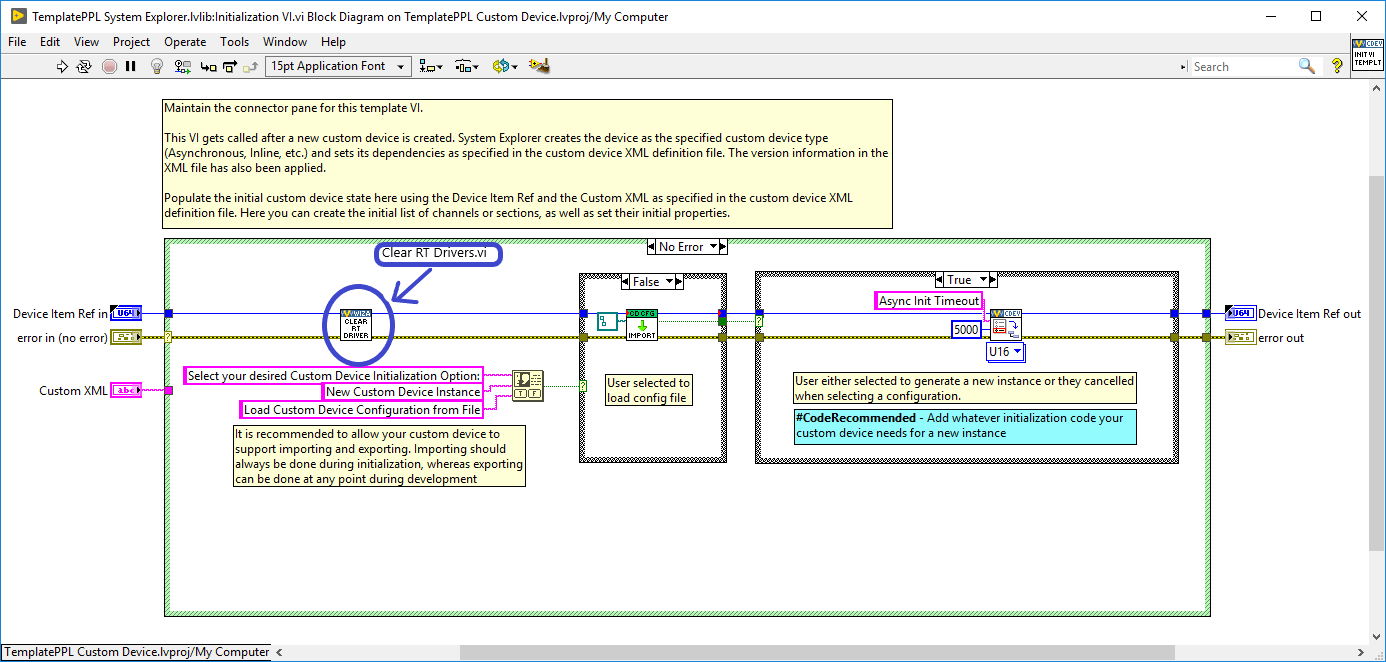 TemplatePPL System Explorer.lvlib:Initialization VI.vi Block Diagram on TemplatePPL Custom Device.lvproj/My Computer
File Edit View Project Operate Tools Window Help
15pt Application Font
Search
CDEV
INIT VI
TEMPLT
Maintain the connector pane for this template VI.
This VI gets called after a new custom device is created. System Explorer creates the device as the specified custom device type
(Asynchronous, Inline, etc.) and sets its dependencies as specified in the custom device XML definition file. The version information in the
XML file has also been applied.
Populate the initial custom device state here using the Device Item Ref and the Custom XML as specified in the custom device XML
definition file. Here you can create the initial list of channels or sections, as well as set their initial properties.
No Error
Clear RT Drivers.vi
False
True
Async Init Timeout
Device Item Ref in
U64
CLEAR
RT
DRIVER
CD CFG
IMPORT
CDEV
5000
U16
U64
Device Item Ref out
error in (no error)
error out
Custom XML
abc
Select your desired Custom Device Initialization Option:
New Custom Device Instance
Load Custom Device Configuration from File
T F
?
User selected to
load config file
User either selected to generate a new instance or they cancelled
when selecting a configuration.
#CodeRecommended - Add whatever initialization code your
custom device needs for a new instance
It is recommended to allow your custom device to
support importing and exporting. Importing should
always be done during initialization, whereas exporting
can be done at any point during development
TemplatePPL Custom Device.lvproj/My Computer